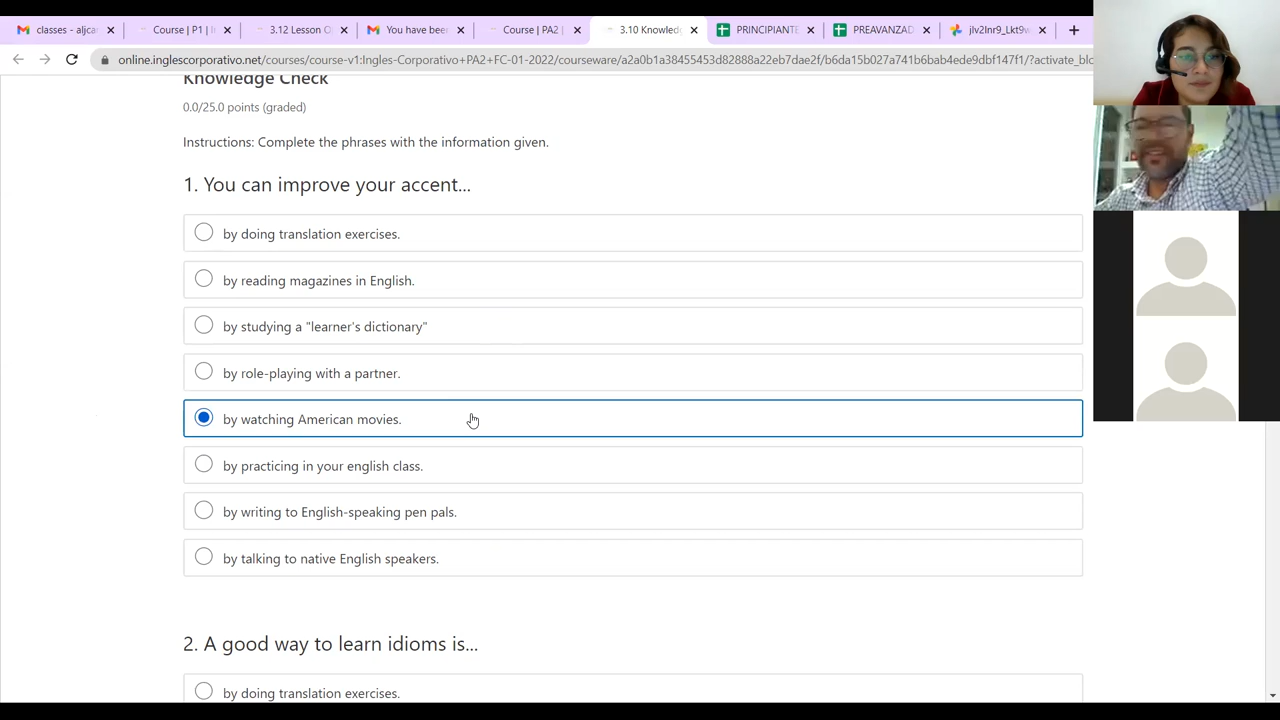 classes - aljca
Course | P1 | I
3.12 Lesson O
You have bee
Course | PA2 |
3.10 Knowled
PRINCIPIANTE
PREAVANZAD
jlv2lnr9_Lkt9
online.inglescorporativo.net/courses/course-v1:Ingles-Corporativo+PA2+FC-01-2022/courseware/a2a0b1a38455453d82888a22eb7dae2f/b6da15b027a741b6bab4ede9dbf147f1/?activate_blo
Knowledge Check
0.0/25.0 points (graded)
Instructions: Complete the phrases with the information given.
1. You can improve your accent...
by doing translation exercises.
by reading magazines in English.
by studying a "learner's dictionary"
by role-playing with a partner.
by watching American movies.
by practicing in your english class.
by writing to English-speaking pen pals.
by talking to native English speakers.
2. A good way to learn idioms is...
by doing translation exercises.